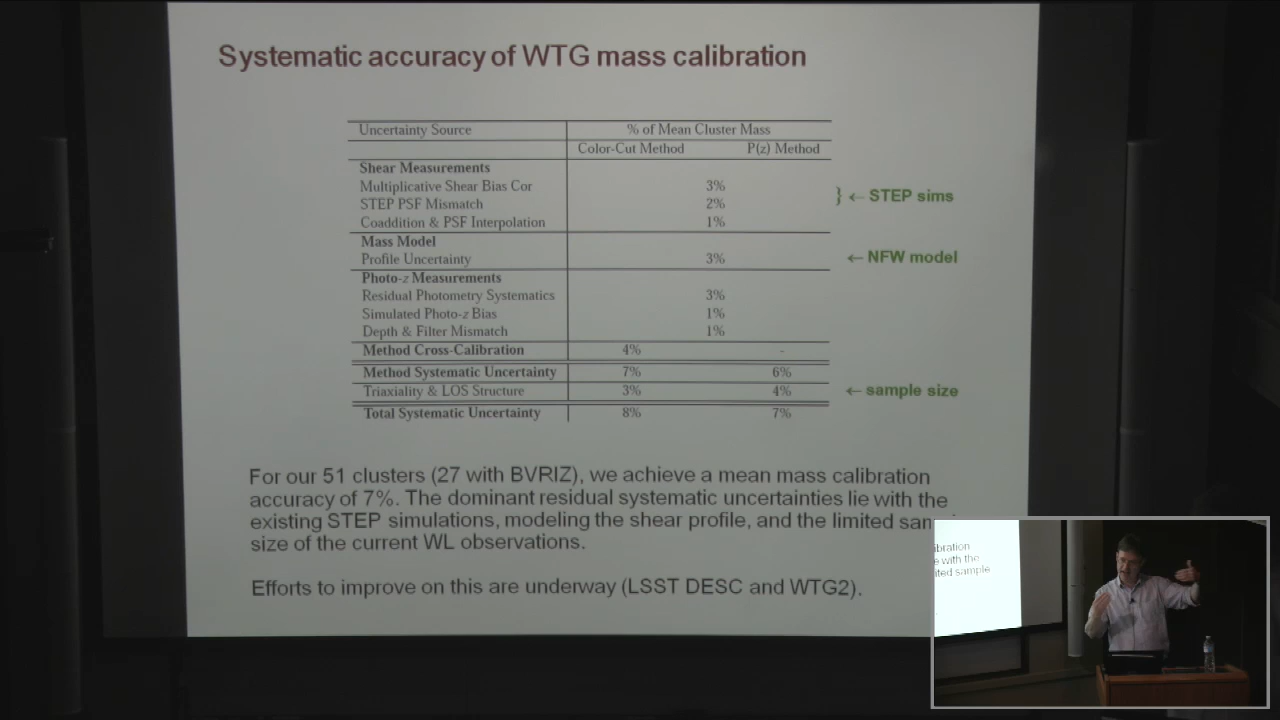 Systematic accuracy of WTG mass calibration
Uncertainty Source % of Mean Cluster Mass
Color-Cut Method P(z) Method
Shear Measurements
Multiplicative Shear Bias Cor 3%
STEP PSF Mismatch 2%
} ← STEP sims
Coaddition & PSF Interpolation 1%
Mass Model
Profile Uncertainty 3% ← NFW model
Photo-z Measurements
Residual Photometry Systematics 3%
Simulated Photo-z Bias 1%
Depth & Filter Mismatch 1%
Method Cross-Calibration 4% -
Method Systematic Uncertainty 7% 6%
Triaxiality & LOS Structure 3% 4% ← sample size
Total Systematic Uncertainty 8% 7%
For our 51 clusters (27 with BVRIZ), we achieve a mean mass calibration
accuracy of 7%. The dominant residual systematic uncertainties lie with the
existing STEP simulations, modeling the shear profile, and the limited sam
size of the current WL observations.
Efforts to improve on this are underway (LSST DESC and WTG2).
ibration
e with the
ited sample